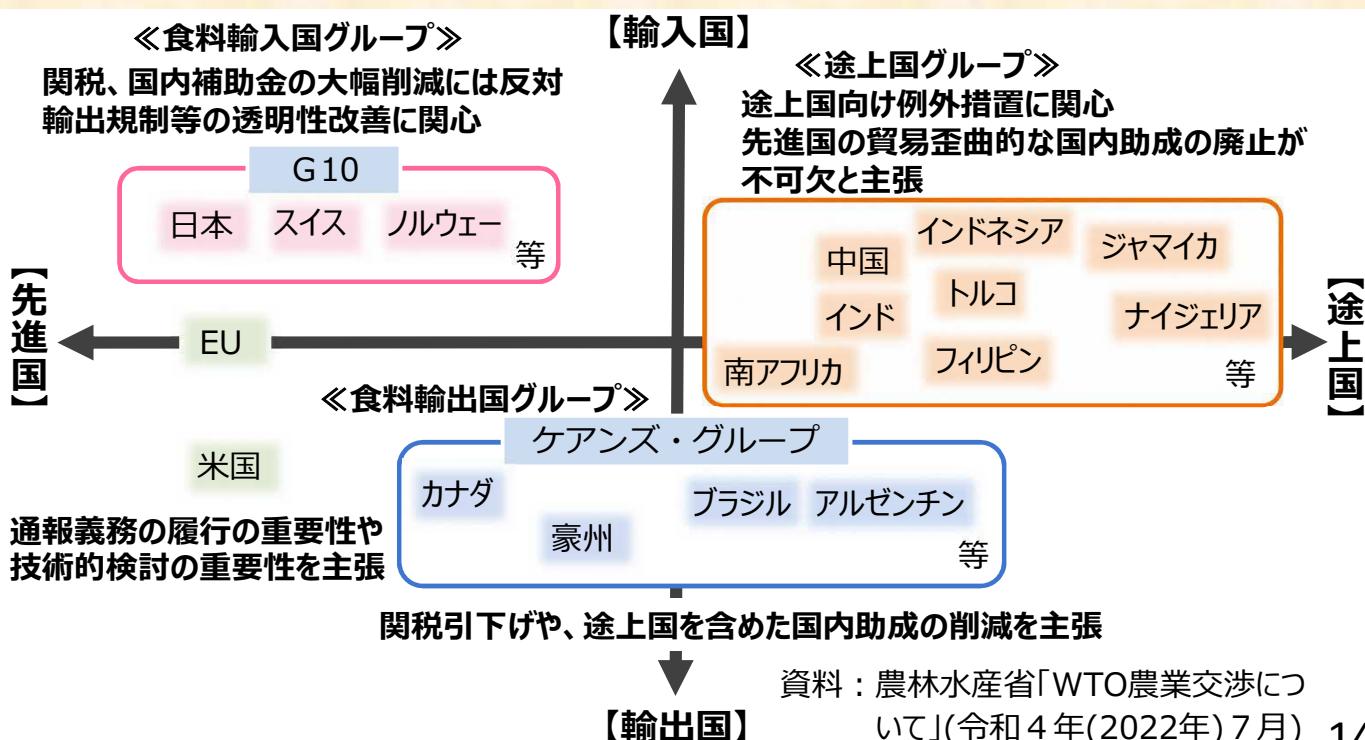 ≪食料輸入国グループ≫
関税、国内補助金の大幅削減には反対
輸出規制等の透明性改善に関心
【輸入国】
≪途上国グループ≫
途上国向け例外措置に関心
先進国の貿易歪曲的な国内助成の廃止が
不可欠と主張
G10
日本 スイス ノルウェー
等
インドネシア
中国
ジャマイカ
トルコ
インド
ナイジェリア
南アフリカ
フィリピン
等
【先進国】
【途上国】
EU
米国
通報義務の履行の重要性や
技術的検討の重要性を主張
≪食料輸出国グループ≫
ケアンズ・グループ
カナダ
豪州
ブラジル アルゼンチン
等
関税引下げや、途上国を含めた国内助成の削減を主張
【輸出国】
資料：農林水産省「WTO農業交渉につ
いて」(令和４年(2022年)７月)